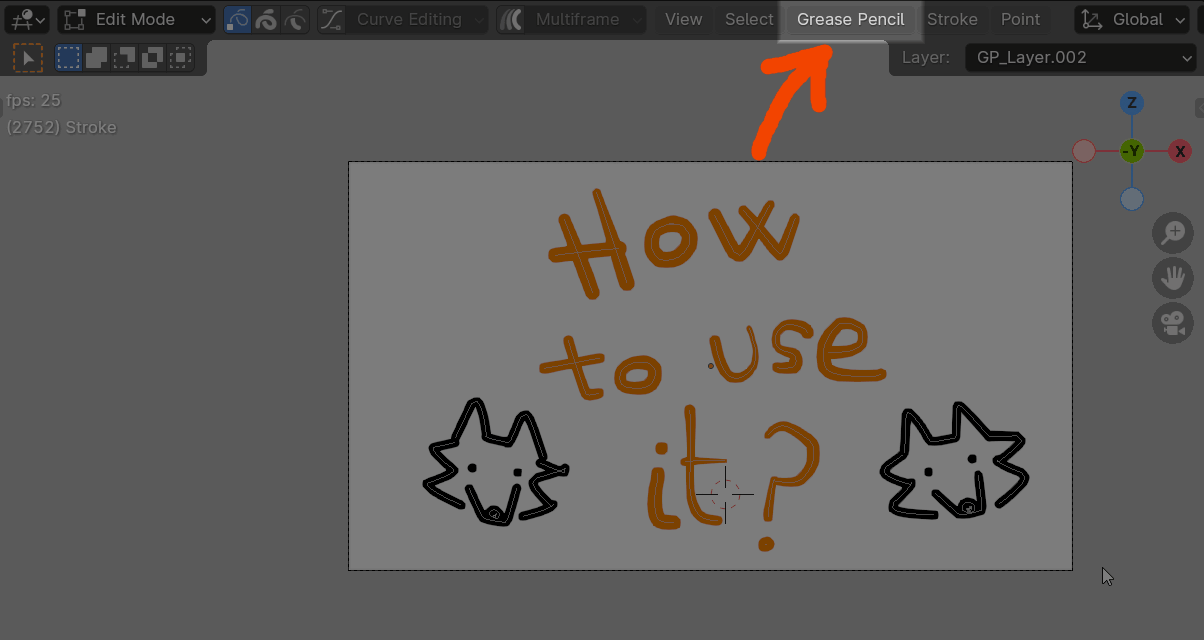 Edit Mode Curve Editing Multiframe View Select Grease Pencil Stroke Point Global
Layer: GP_Layer.002
fps: 25
(2752) Stroke
Z
-Y X
How
to use
it?